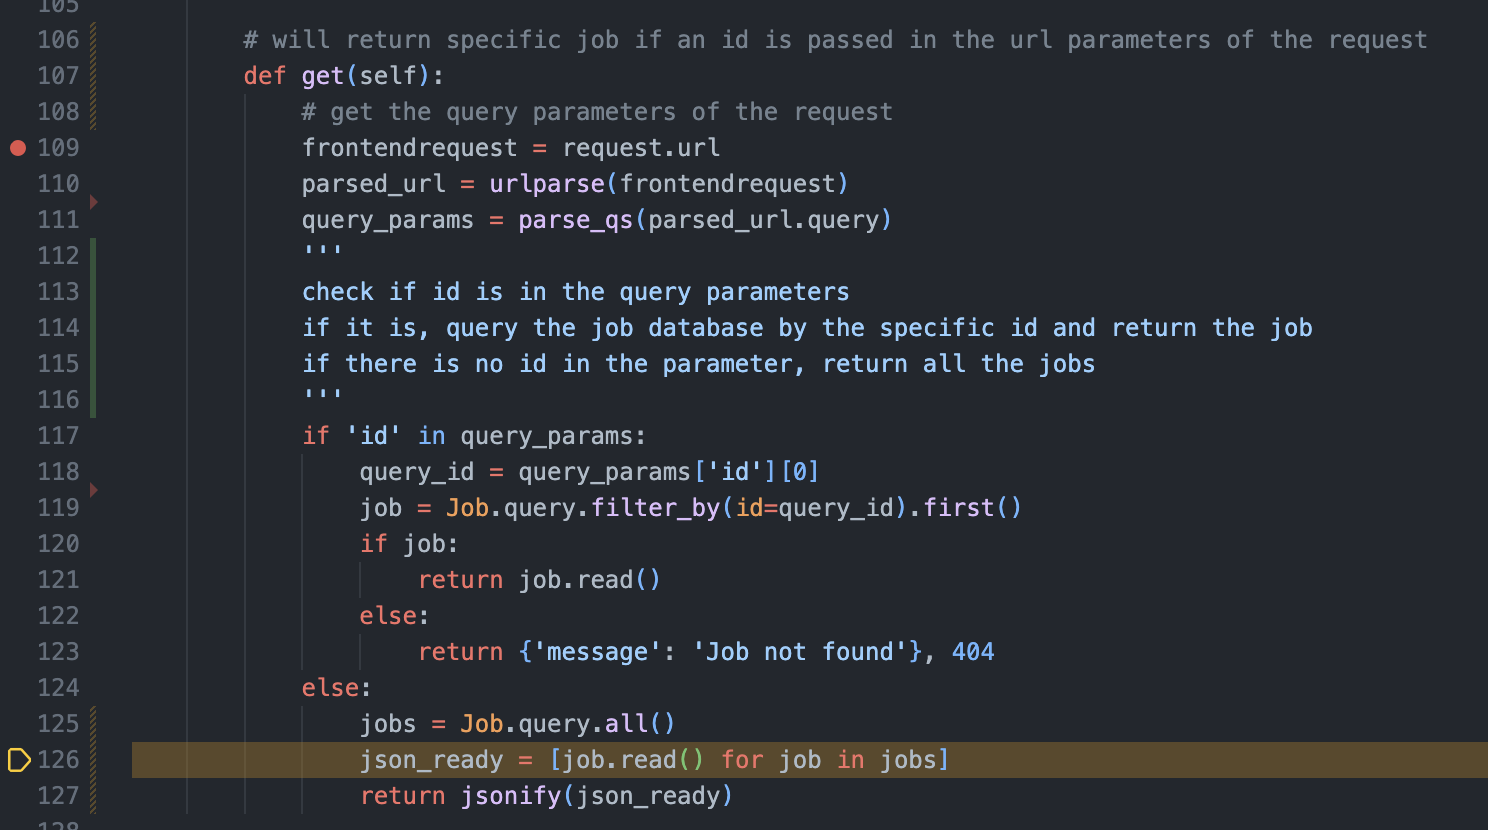 105
106 # will return specific job if an id is passed in the url parameters of the request
107 def get(self):
108 # get the query parameters of the request
109 frontendrequest = request.url
110 parsed_url = urlparse(frontendrequest)
111 query_params = parse_qs(parsed_url.query)
112 '''
113 check if id is in the query parameters
114 if it is, query the job database by the specific id and return the job
115 if there is no id in the parameter, return all the jobs
116 '''
117 if 'id' in query_params:
118 query_id = query_params['id'][0]
119 job = Job.query.filter_by(id=query_id).first()
120 if job:
121 return job.read()
122 else:
123 return {'message': 'Job not found'}, 404
124 else:
125 jobs = Job.query.all()
126 json_ready = [job.read() for job in jobs]
127 return jsonify(json_ready)
128